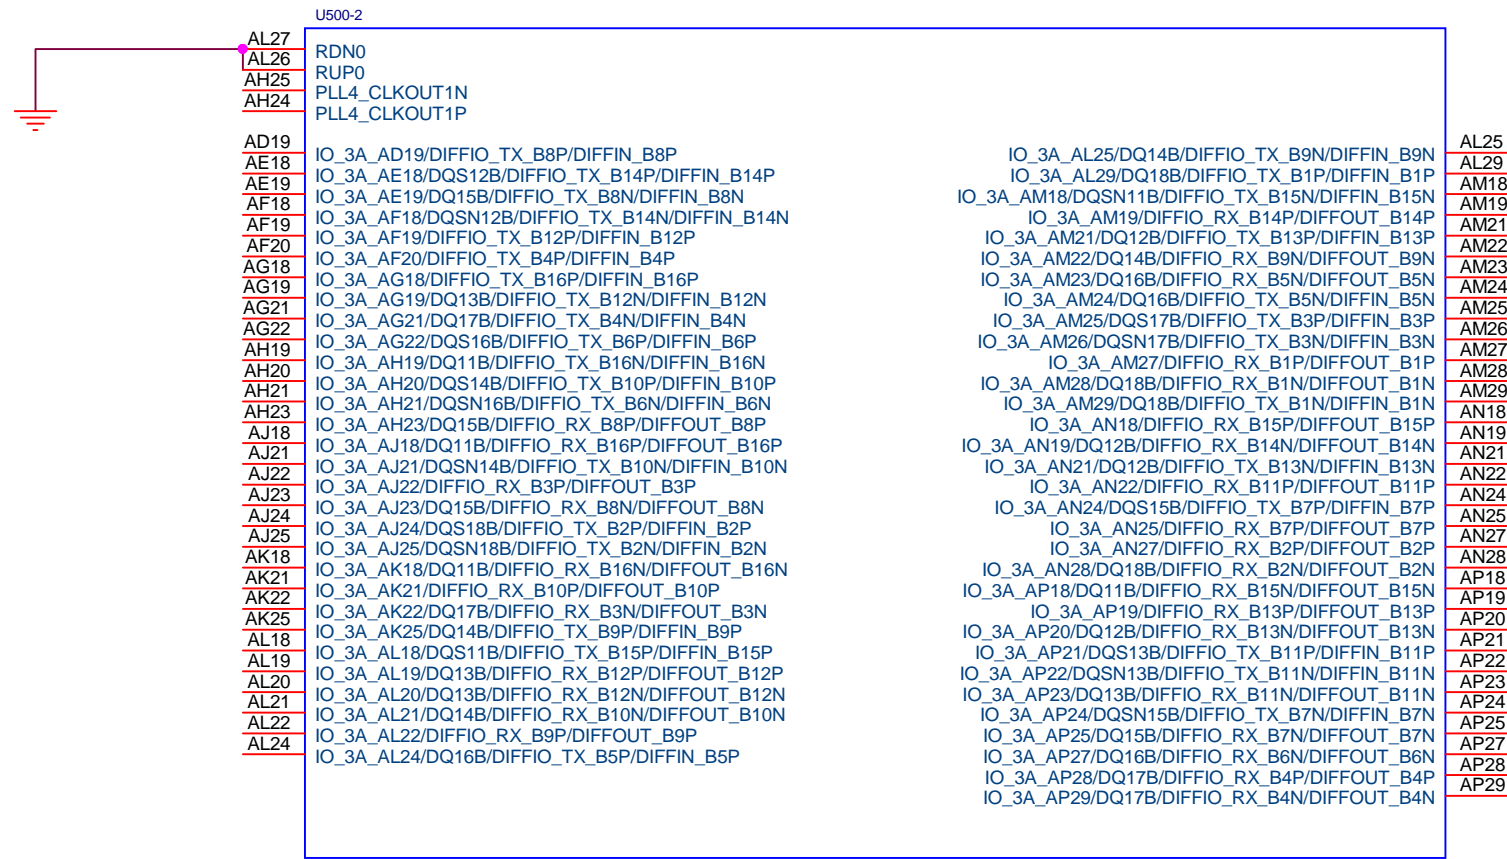 U500-2
AL27 RDN0
AL26 RUP0
AH25 PLL4_CLKOUT1N
AH24 PLL4_CLKOUT1P
AD19 IO_3A_AD19/DIFFIO_TX_B8P/DIFFIN_B8P
AE18 IO_3A_AE18/DQS12B/DIFFIO_TX_B14P/DIFFIN_B14P
AE19 IO_3A_AE19/DQ15B/DIFFIO_TX_B8N/DIFFIN_B8N
AF18 IO_3A_AF18/DQSN12B/DIFFIO_TX_B14N/DIFFIN_B14N
AF19 IO_3A_AF19/DIFFIO_TX_B12P/DIFFIN_B12P
AF20 IO_3A_AF20/DIFFIO_TX_B4P/DIFFIN_B4P
AG18 IO_3A_AG18/DIFFIO_TX_B16P/DIFFIN_B16P
AG19 IO_3A_AG19/DQ13B/DIFFIO_TX_B12N/DIFFIN_B12N
AG21 IO_3A_AG21/DQ17B/DIFFIO_TX_B4N/DIFFIN_B4N
AG22 IO_3A_AG22/DQS16B/DIFFIO_TX_B6P/DIFFIN_B6P
AH19 IO_3A_AH19/DQ11B/DIFFIO_TX_B16N/DIFFIN_B16N
AH20 IO_3A_AH20/DQS14B/DIFFIO_TX_B10P/DIFFIN_B10P
AH21 IO_3A_AH21/DQSN16B/DIFFIO_TX_B6N/DIFFIN_B6N
AH23 IO_3A_AH23/DQ15B/DIFFIO_RX_B8P/DIFFOUT_B8P
AJ18 IO_3A_AJ18/DQ11B/DIFFIO_RX_B16P/DIFFOUT_B16P
AJ21 IO_3A_AJ21/DQSN14B/DIFFIO_TX_B10N/DIFFIN_B10N
AJ22 IO_3A_AJ22/DIFFIO_RX_B3P/DIFFOUT_B3P
AJ23 IO_3A_AJ23/DQ15B/DIFFIO_RX_B8N/DIFFOUT_B8N
AJ24 IO_3A_AJ24/DQS18B/DIFFIO_TX_B2P/DIFFIN_B2P
AJ25 IO_3A_AJ25/DQSN18B/DIFFIO_TX_B2N/DIFFIN_B2N
AK18 IO_3A_AK18/DQ11B/DIFFIO_RX_B16N/DIFFOUT_B16N
AK21 IO_3A_AK21/DIFFIO_RX_B10P/DIFFOUT_B10P
AK22 IO_3A_AK22/DQ17B/DIFFIO_RX_B3N/DIFFOUT_B3N
AK25 IO_3A_AK25/DQ14B/DIFFIO_TX_B9P/DIFFIN_B9P
AL18 IO_3A_AL18/DQS11B/DIFFIO_TX_B15P/DIFFIN_B15P
AL19 IO_3A_AL19/DQ13B/DIFFIO_RX_B12P/DIFFOUT_B12P
AL20 IO_3A_AL20/DQ13B/DIFFIO_RX_B12N/DIFFOUT_B12N
AL21 IO_3A_AL21/DQ14B/DIFFIO_RX_B10N/DIFFOUT_B10N
AL22 IO_3A_AL22/DIFFIO_RX_B9P/DIFFOUT_B9P
AL24 IO_3A_AL24/DQ16B/DIFFIO_TX_B5P/DIFFIN_B5P
IO_3A_AL25/DQ14B/DIFFIO_TX_B9N/DIFFIN_B9N AL25
IO_3A_AL29/DQ18B/DIFFIO_TX_B1P/DIFFIN_B1P AL29
IO_3A_AM18/DQSN11B/DIFFIO_TX_B15N/DIFFIN_B15N AM18
IO_3A_AM19/DIFFIO_RX_B14P/DIFFOUT_B14P AM19
IO_3A_AM21/DQ12B/DIFFIO_TX_B13P/DIFFIN_B13P AM21
IO_3A_AM22/DQ14B/DIFFIO_RX_B9N/DIFFOUT_B9N AM22
IO_3A_AM23/DQ16B/DIFFIO_RX_B5N/DIFFOUT_B5N AM23
IO_3A_AM24/DQ16B/DIFFIO_TX_B5N/DIFFIN_B5N AM24
IO_3A_AM25/DQS17B/DIFFIO_TX_B3P/DIFFIN_B3P AM25
IO_3A_AM26/DQSN17B/DIFFIO_TX_B3N/DIFFIN_B3N AM26
IO_3A_AM27/DIFFIO_RX_B1P/DIFFOUT_B1P AM27
IO_3A_AM28/DQ18B/DIFFIO_RX_B1N/DIFFOUT_B1N AM28
IO_3A_AM29/DQ18B/DIFFIO_TX_B1N/DIFFIN_B1N AM29
IO_3A_AN18/DIFFIO_RX_B15P/DIFFOUT_B15P AN18
IO_3A_AN19/DQ12B/DIFFIO_RX_B14N/DIFFOUT_B14N AN19
IO_3A_AN21/DQ12B/DIFFIO_TX_B13N/DIFFIN_B13N AN21
IO_3A_AN22/DIFFIO_RX_B11P/DIFFOUT_B11P AN22
IO_3A_AN24/DQS15B/DIFFIO_TX_B7P/DIFFIN_B7P AN24
IO_3A_AN25/DIFFIO_RX_B7P/DIFFOUT_B7P AN25
IO_3A_AN27/DIFFIO_RX_B2P/DIFFOUT_B2P AN27
IO_3A_AN28/DQ18B/DIFFIO_RX_B2N/DIFFOUT_B2N AN28
IO_3A_AP18/DQ11B/DIFFIO_RX_B15N/DIFFOUT_B15N AP18
IO_3A_AP19/DIFFIO_RX_B13P/DIFFOUT_B13P AP19
IO_3A_AP20/DQ12B/DIFFIO_RX_B13N/DIFFOUT_B13N AP20
IO_3A_AP21/DQS13B/DIFFIO_TX_B11P/DIFFIN_B11P AP21
IO_3A_AP22/DQSN13B/DIFFIO_TX_B11N/DIFFIN_B11N AP22
IO_3A_AP23/DQ13B/DIFFIO_RX_B11N/DIFFOUT_B11N AP23
IO_3A_AP24/DQSN15B/DIFFIO_TX_B7N/DIFFIN_B7N AP24
IO_3A_AP25/DQ15B/DIFFIO_RX_B7N/DIFFOUT_B7N AP25
IO_3A_AP27/DQ16B/DIFFIO_RX_B6N/DIFFOUT_B6N AP27
IO_3A_AP28/DQ17B/DIFFIO_RX_B4P/DIFFOUT_B4P AP28
IO_3A_AP29/DQ17B/DIFFIO_RX_B4N/DIFFOUT_B4N AP29